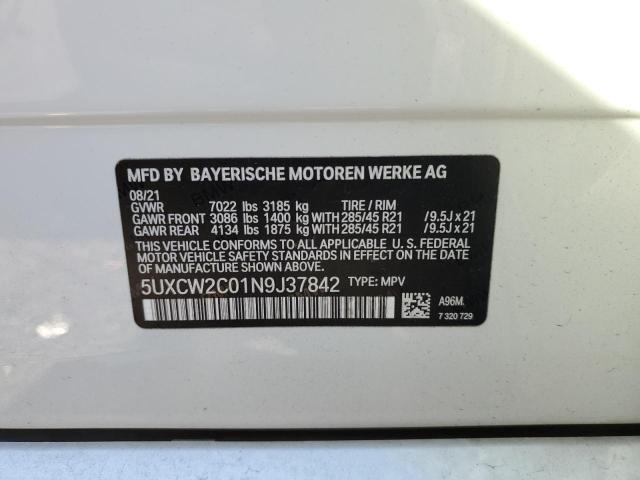 MFD BY BAYERISCHE MOTOREN WERKE AG
08/21
GVWR 7022 lbs 3185 kg TIRE / RIM
GAWR FRONT 3086 lbs 1400 kg WITH 285/45 R21 /9.5J x 21
GAWR REAR 4134 lbs 1875 kg WITH 285/45 R21 /9.5J x 21
THIS VEHICLE CONFORMS TO ALL APPLICABLE U. S. FEDERAL
MOTOR VEHICLE SAFETY STANDARDS IN EFFECT ON THE DATE
OF MANUFACTURE SHOWN ABOVE.
5UXCW2C01N9J37842 TYPE: MPV
A96M.
7 320 729